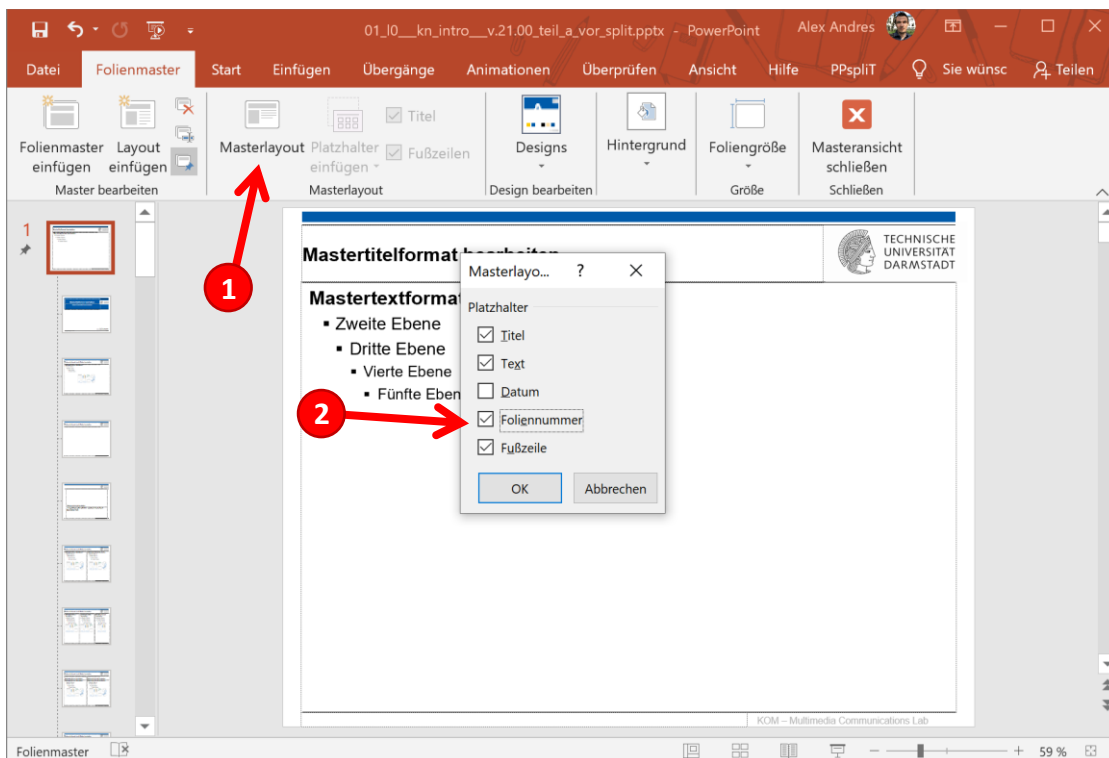 01_l0__kn_intro__v.21.00_teil_a_vor_split.pptx - PowerPoint
Alex Andres
Datei Folienmaster Start Einfügen Übergänge Animationen Überprüfen Ansicht Hilfe PPspliT Sie wünsc Teilen
Folienmaster einfügen
Layout einfügen
Master bearbeiten
Masterlayout
Platzhalter einfügen
Titel
Fußzeilen
Masterlayout
Designs
Design bearbeiten
Hintergrund
Foliengröße
Größe
Masteransicht schließen
Schließen
1
1
Mastertitelformat bearbeiten
TECHNISCHE
UNIVERSITÄT
DARMSTADT
Mastertextformat
▪ Zweite Ebene
▪ Dritte Ebene
▪ Vierte Ebene
▪ Fünfte Eben
2
Masterlayo... ? ×
Platzhalter
Titel
Text
Datum
Foliennummer
Fußzeile
OK Abbrechen
KOM – Multimedia Communications Lab
Folienmaster
59 %